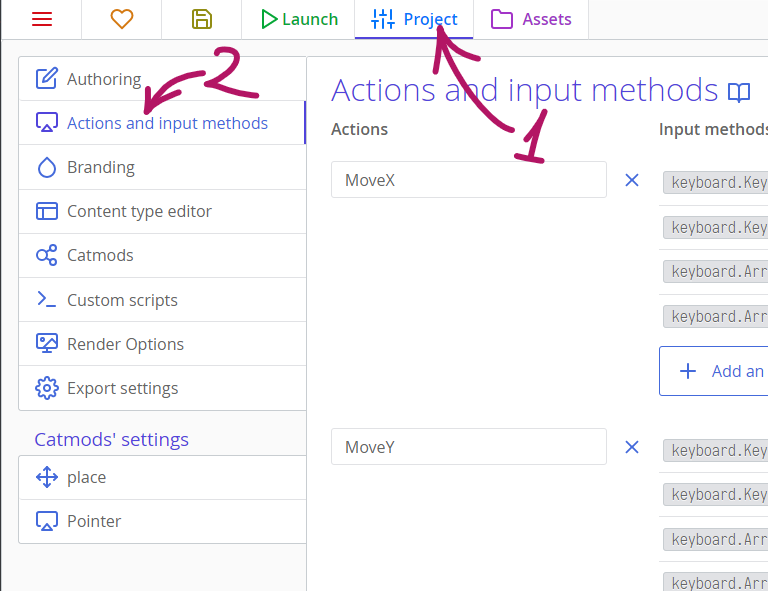 Launch
Project
Assets
2
1
Authoring
Actions and input methods
Branding
Content type editor
Catmods
Custom scripts
Render Options
Export settings
Catmods' settings
place
Pointer
Actions and input methods
Actions
Input methods
MoveX
keyboard.Key
keyboard.Key
keyboard.Arr
keyboard.Arr
Add an
MoveY
keyboard.Key
keyboard.Key
keyboard.Arr
keyboard.Arr